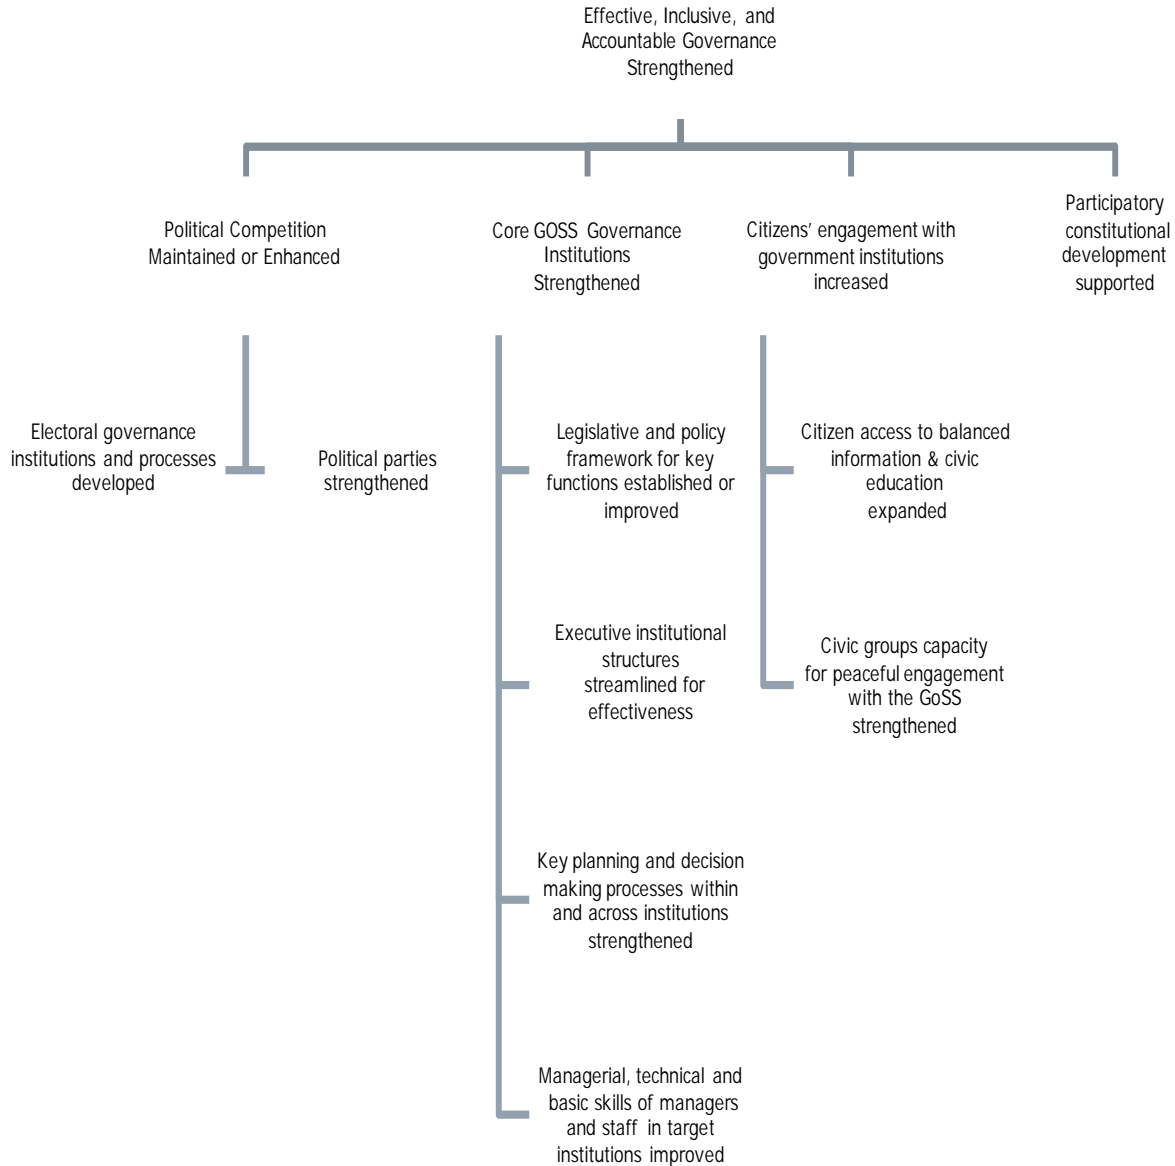 Effective, Inclusive, and
Accountable Governance
Strengthened
Political Competition
Maintained or Enhanced
Core GOSS Governance
Institutions
Strengthened
Citizens’ engagement with
government institutions
increased
Participatory
constitutional
development
supported
Electoral governance
institutions and processes
developed
Political parties
strengthened
Legislative and policy
framework for key
functions established or
improved
Citizen access to balanced
information & civic
education
expanded
Executive institutional
structures
streamlined for
effectiveness
Civic groups capacity
for peaceful engagement
with the GoSS
strengthened
Key planning and decision
making processes within
and across institutions
strengthened
Managerial, technical and
basic skills of managers
and staff in target
institutions improved